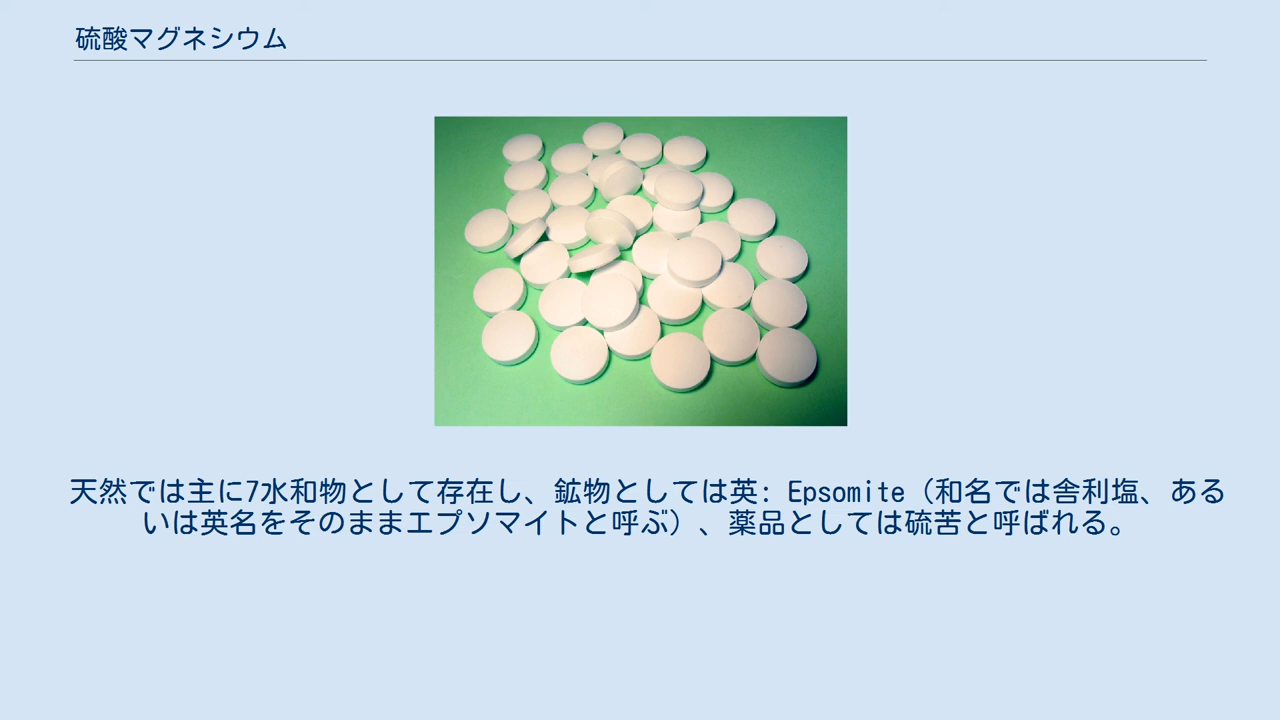 硫酸マグネシウム
天然では主に7水和物として存在し、鉱物としては英: Epsomite（和名では舎利塩、ある
いは英名をそのままエプソマイトと呼ぶ）、薬品としては硫苦と呼ばれる。